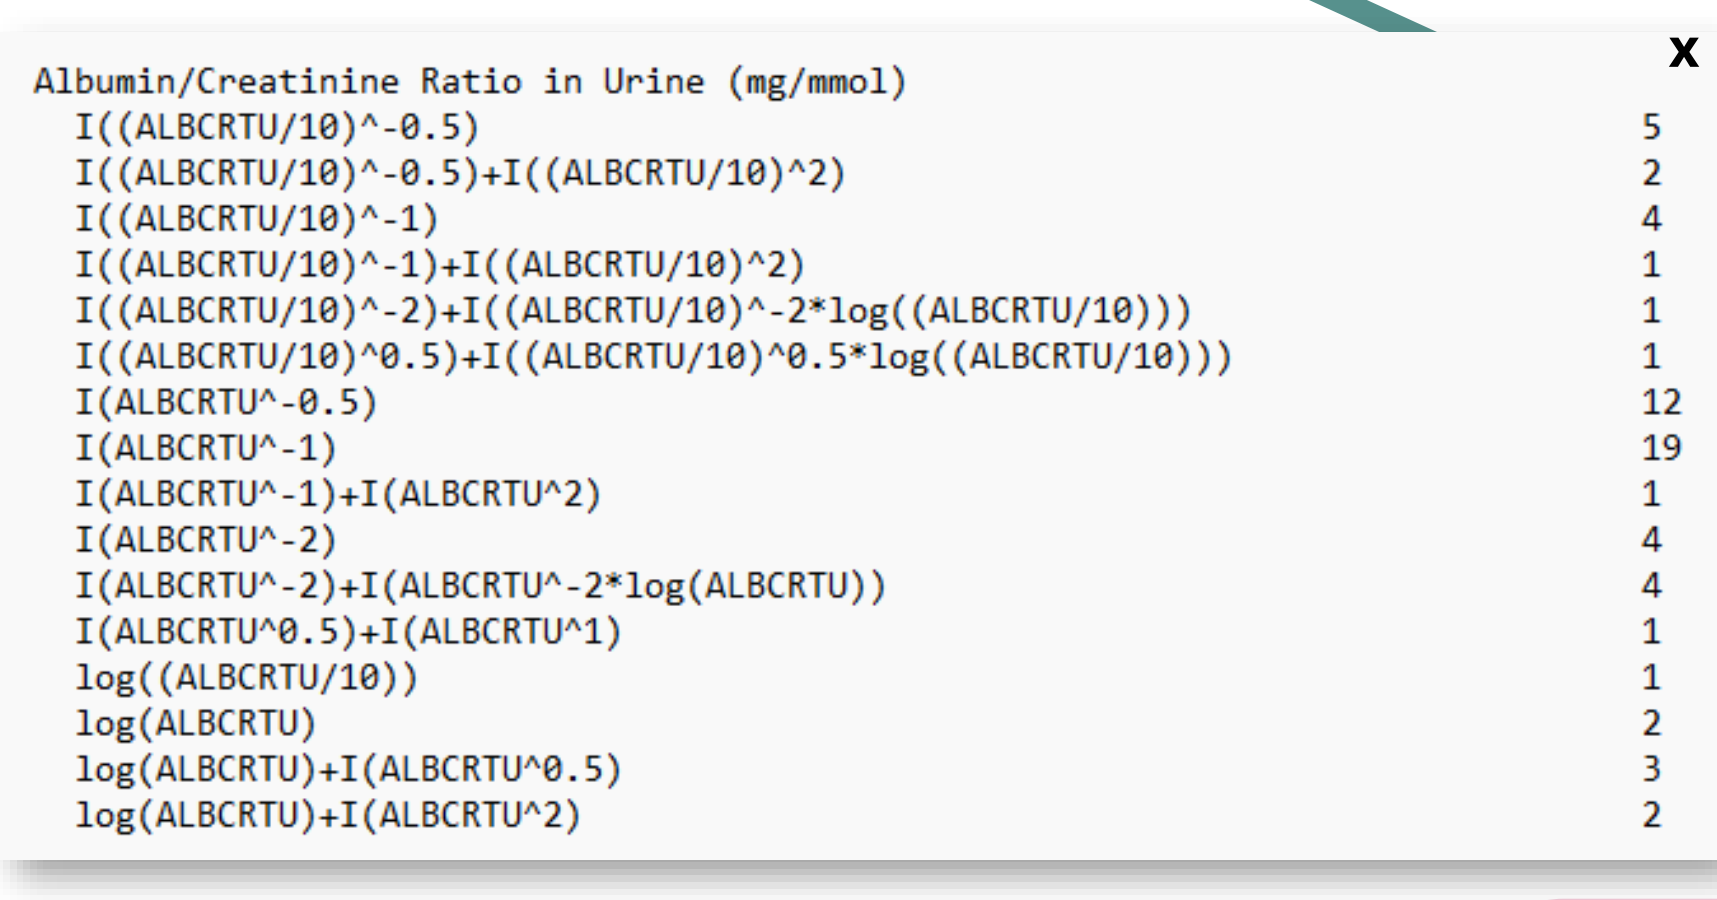 x
Albumin/Creatinine Ratio in Urine (mg/mmol)
I((ALBCRTU/10)^-0.5) 5
I((ALBCRTU/10)^-0.5)+I((ALBCRTU/10)^2) 2
I((ALBCRTU/10)^-1) 4
I((ALBCRTU/10)^-1)+I((ALBCRTU/10)^2) 1
I((ALBCRTU/10)^-2)+I((ALBCRTU/10)^-2*log((ALBCRTU/10))) 1
I((ALBCRTU/10)^0.5)+I((ALBCRTU/10)^0.5*log((ALBCRTU/10))) 1
I(ALBCRTU^-0.5) 12
I(ALBCRTU^-1) 19
I(ALBCRTU^-1)+I(ALBCRTU^2) 1
I(ALBCRTU^-2) 4
I(ALBCRTU^-2)+I(ALBCRTU^-2*log(ALBCRTU)) 4
I(ALBCRTU^0.5)+I(ALBCRTU^1) 1
log((ALBCRTU/10)) 1
log(ALBCRTU) 2
log(ALBCRTU)+I(ALBCRTU^0.5) 3
log(ALBCRTU)+I(ALBCRTU^2) 2